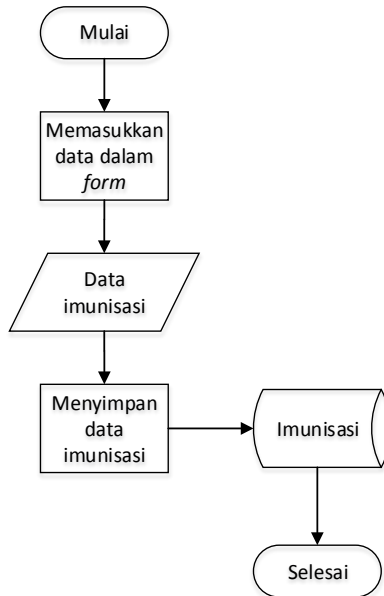 Mulai
Memasukkan
data dalam
form
Data
imunisasi
Menyimpan
data
imunisasi
Imunisasi
Selesai